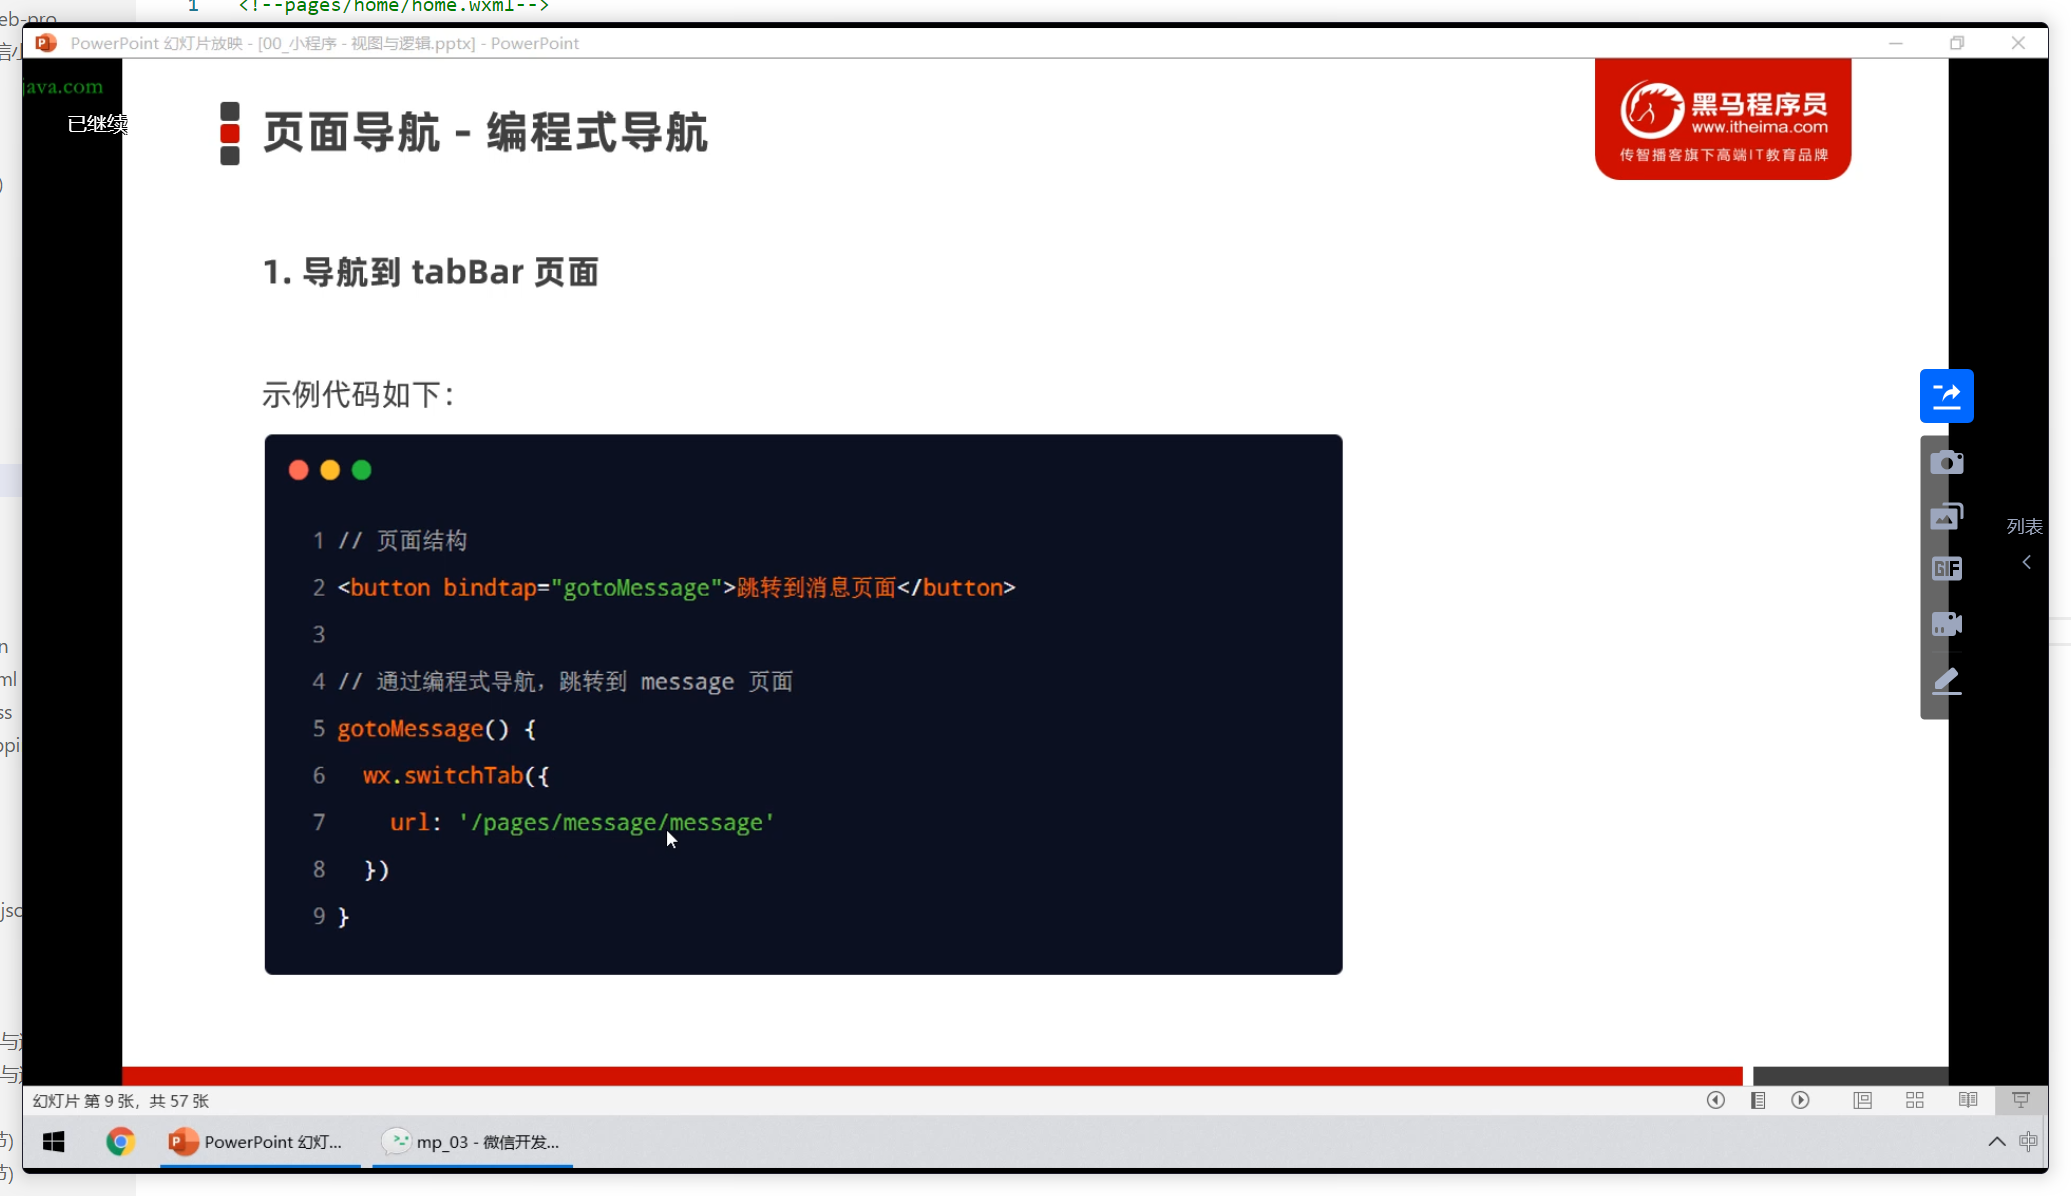 eb-pro
1 <!--pages/home/home.wxml-->
PowerPoint 幻灯片放映 - [00_小程序 - 视图与逻辑.pptx] - PowerPoint
java.com
已继续
页面导航 - 编程式导航
黑马程序员
www.itheima.com
传智播客旗下高端IT教育品牌
1. 导航到 tabBar 页面
示例代码如下：
1 // 页面结构
2 <button bindtap="gotoMessage">跳转到消息页面</button>
3
4 // 通过编程式导航，跳转到 message 页面
5 gotoMessage() {
6 wx.switchTab({
7 url: '/pages/message/message'
8 })
9 }
GIF
列表
幻灯片 第 9 张，共 57 张
PowerPoint 幻灯...
mp_03 - 微信开发...
中